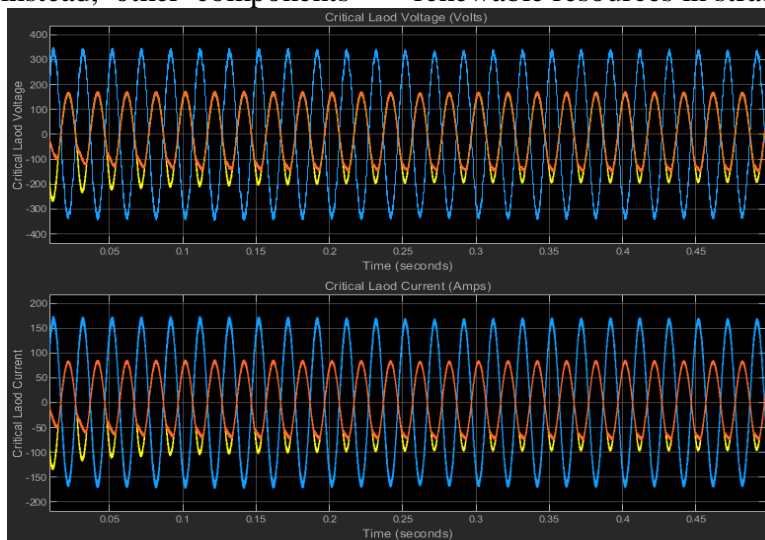 instead, other components renewable resources in stra
Critical Laod Voltage (Volts)
400
300
200
100
0
-100
-200
-300
-400
Critical Laod Voltage
0.05 0.1 0.15 0.2 0.25 0.3 0.35 0.4 0.45
Time (seconds)
Critical Laod Current (Amps)
200
150
100
50
0
-50
-100
-150
-200
Critical Laod Current
0.05 0.1 0.15 0.2 0.25 0.3 0.35 0.4 0.45
Time (seconds)